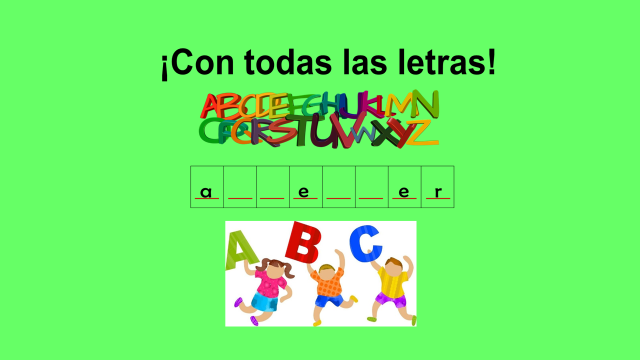 ¡Con todas las letras!
ABCDEFGHIJKLMN
OPQRSTUVWXYZ
a _ _ e _ _ e r
A B C